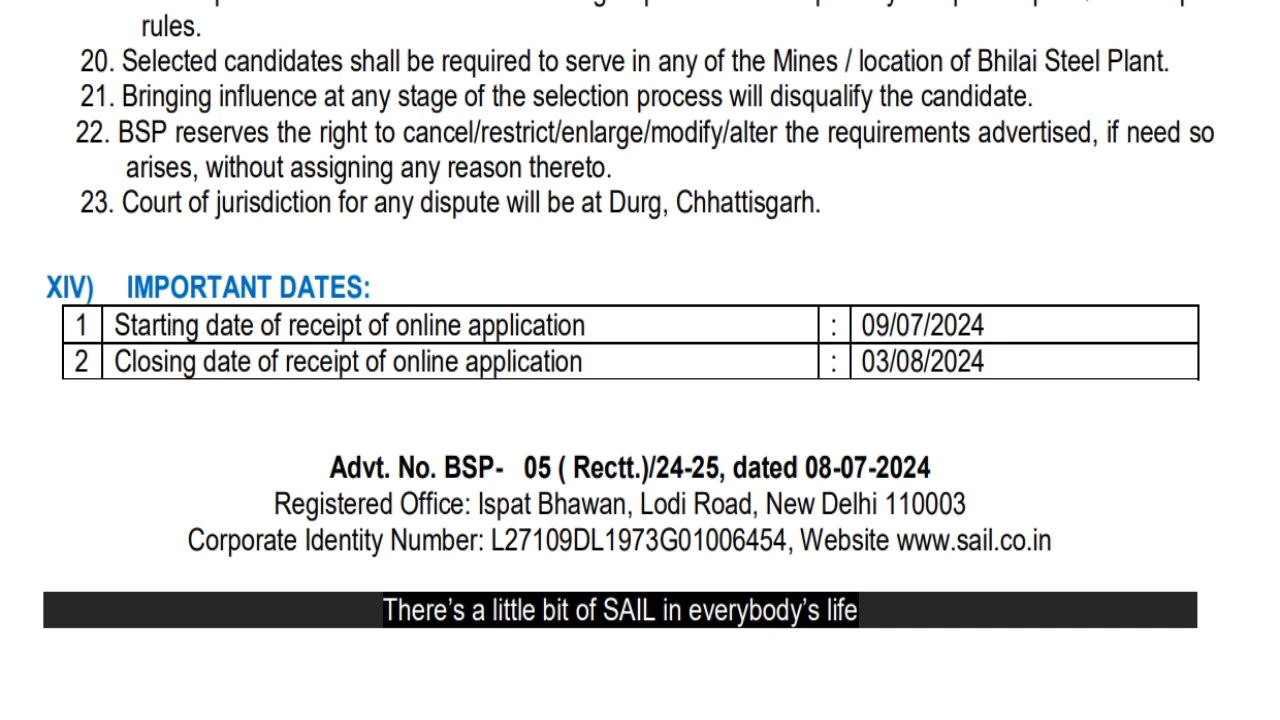 rules.
20. Selected candidates shall be required to serve in any of the Mines / location of Bhilai Steel Plant.
21. Bringing influence at any stage of the selection process will disqualify the candidate.
22. BSP reserves the right to cancel/restrict/enlarge/modify/alter the requirements advertised, if need so
arises, without assigning any reason thereto.
23. Court of jurisdiction for any dispute will be at Durg, Chhattisgarh.
XIV) IMPORTANT DATES:
1 Starting date of receipt of online application : 09/07/2024
2 Closing date of receipt of online application : 03/08/2024
Advt. No. BSP- 05 ( Rectt.)/24-25, dated 08-07-2024
Registered Office: Ispat Bhawan, Lodi Road, New Delhi 110003
Corporate Identity Number: L27109DL1973G01006454, Website www.sail.co.in
There’s a little bit of SAIL in everybody’s life